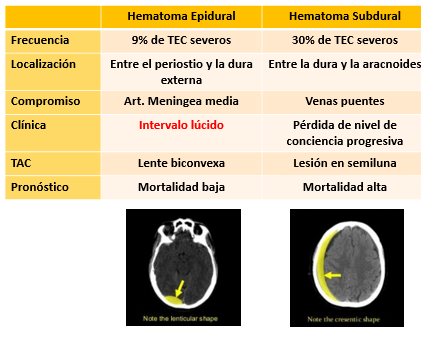 Hematoma Epidural Hematoma Subdural
Frecuencia 9% de TEC severos 30% de TEC severos
Localización Entre el periostio y la dura externa Entre la dura y la aracnoides
Compromiso Art. Meningea media Venas puentes
Clínica Intervalo lúcido Pérdida de nivel de conciencia progresiva
TAC Lente biconvexa Lesión en semiluna
Pronóstico Mortalidad baja Mortalidad alta
Note the lenticular shape Note the cresentic shape